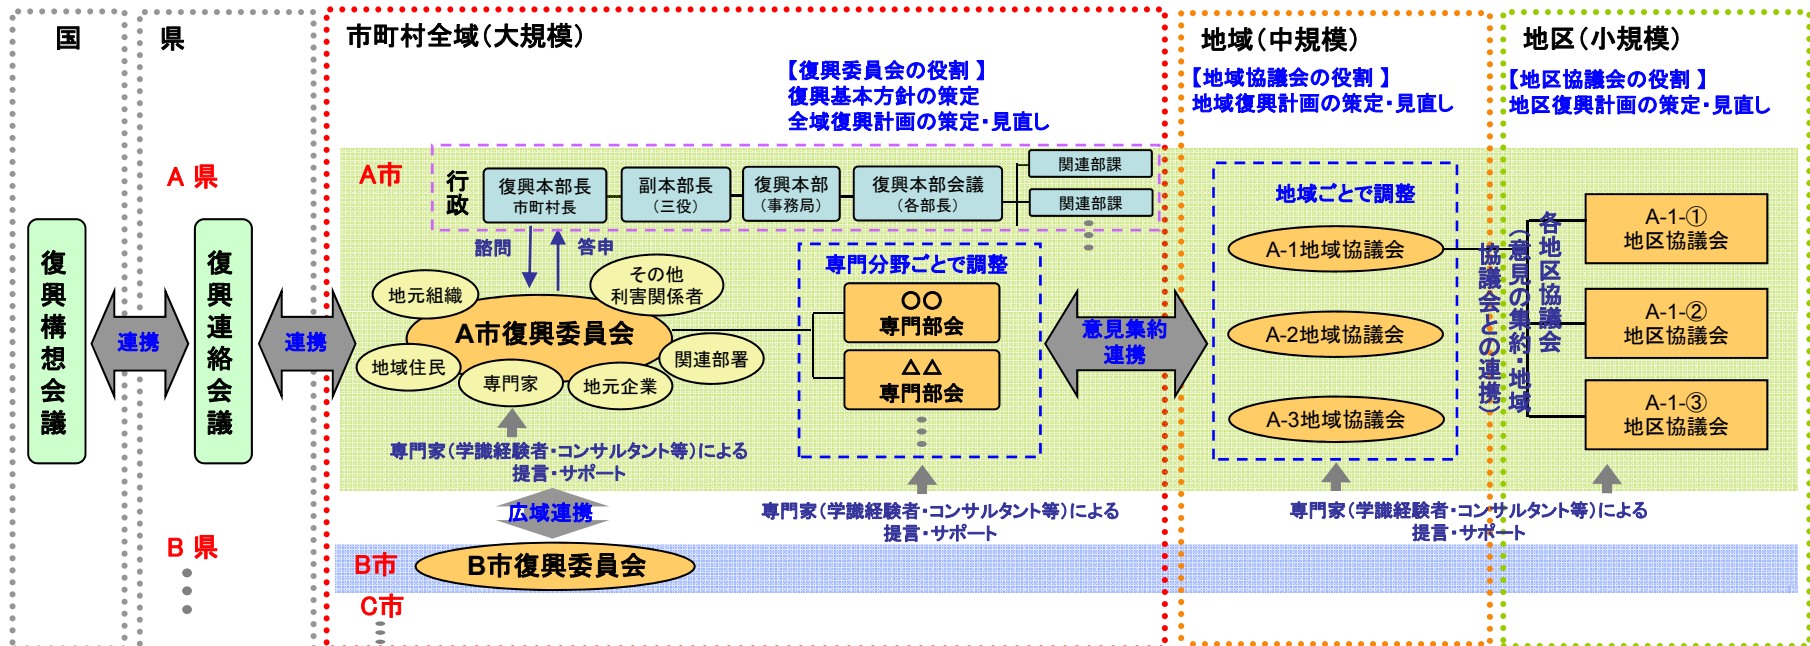 国
復興構想会議
連携
県
A 県
復興連絡会議
B 県
連携
市町村全域(大規模)
【復興委員会の役割 】
復興基本方針の策定
全域復興計画の策定・見直し
A市
行政
復興本部長
市町村長
副本部長
(三役)
復興本部
(事務局)
復興本部会議
(各部長)
関連部課
関連部課
諮問
答申
地元組織
その他
利害関係者
A市復興委員会
地域住民
専門家
地元企業
関連部署
専門家(学識経験者・コンサルタント等)による
提言・サポート
専門分野ごとで調整
〇〇
専門部会
△△
専門部会
専門家(学識経験者・コンサルタント等)による
提言・サポート
広域連携
B市
B市復興委員会
C市
意見集約
連携
地域(中規模)
【地域協議会の役割 】
地域復興計画の策定・見直し
地域ごとで調整
A-1地域協議会
A-2地域協議会
A-3地域協議会
地区(小規模)
【地区協議会の役割 】
地区復興計画の策定・見直し
各地区協議会
(意見の集約・地域
協議会との連携)
A-1-①
地区協議会
A-1-②
地区協議会
A-1-③
地区協議会
専門家(学識経験者・コンサルタント等)による
提言・サポート